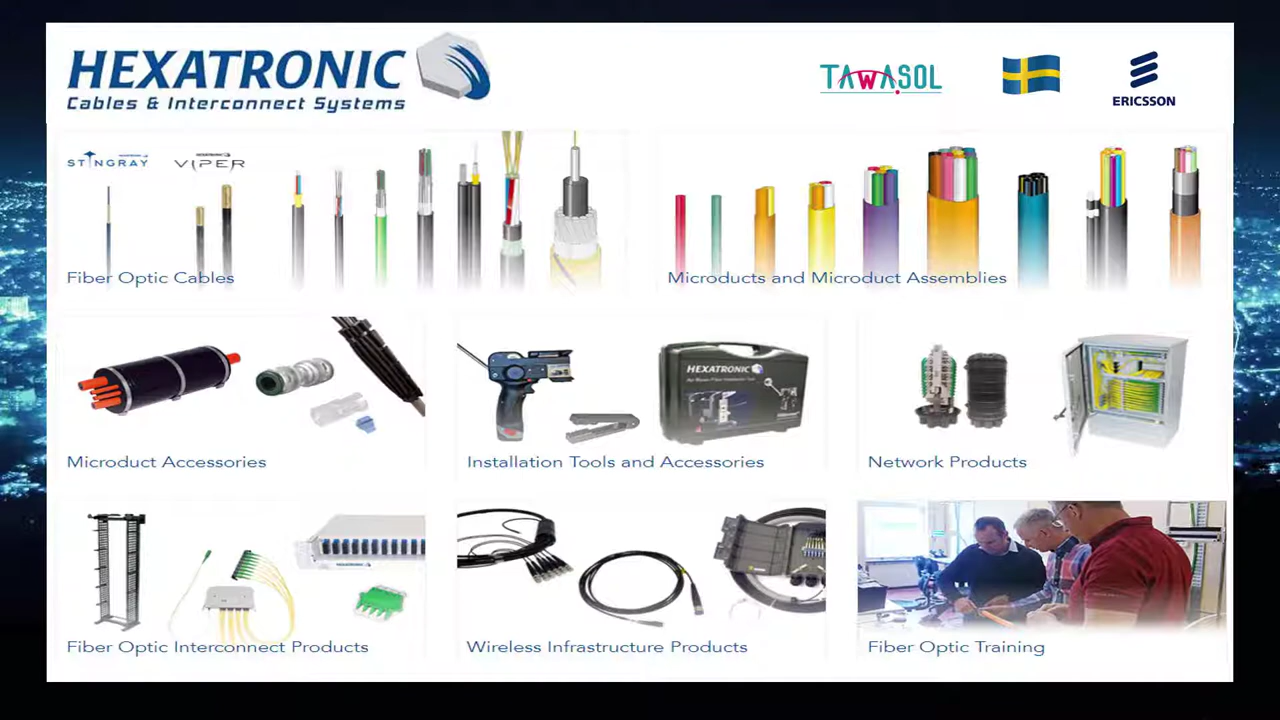 HEXATRONIC
Cables & Interconnect Systems
TAWASOL
ERICSSON
STINGRAY
VIPER
Fiber Optic Cables
Microducts and Microduct Assemblies
HEXATRONIC
Microduct Accessories
Installation Tools and Accessories
Network Products
HEXATRONIC
Fiber Optic Interconnect Products
Wireless Infrastructure Products
Fiber Optic Training